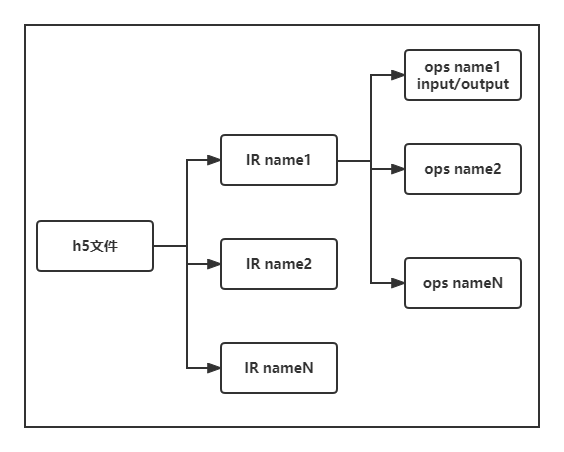 h5文件
IR name1
IR name2
IR nameN
ops name1
input/output
ops name2
ops nameN